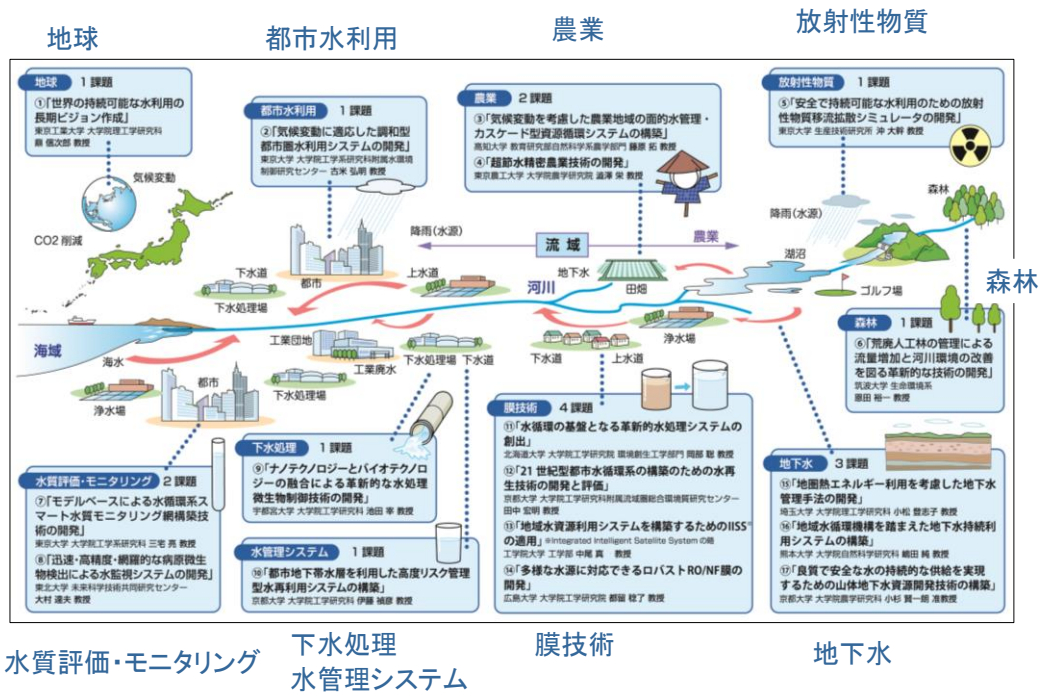 地球
都市水利用
農業
放射性物質
地球 1課題
①「世界の持続可能な水利用の
長期ビジョン作成」
東京工業大学 大学院理工学研究科
鼎 信次郎 教授
気候変動
CO2削減
都市水利用 1課題
②「気候変動に適応した調和型
都市圏水利用システムの開発」
東京大学 大学院工学系研究科附属水環境
制御研究センター 古米 弘明 教授
農業 2課題
③「気候変動を考慮した農業地域の面的水管理・
カスケード型資源循環システムの構築」
高知大学 教育研究部自然科学系農学部門 藤原 拓 教授
④「超節水精密農業技術の開発」
東京農工大学 大学院農学研究院 澁澤 栄 教授
放射性物質 1課題
⑤「安全で持続可能な水利用のための放射
性物質移流拡散シミュレータの開発」
東京大学 生産技術研究所 沖 大幹 教授
森林
降雨(水源)
降雨(水源)
流域
農業
湖沼
ゴルフ場
森林
下水道
都市
下水処理場
上水道
河川
地下水
田畑
海域
海水
工業団地
工業廃水
下水処理場
下水道
下水道
上水道
浄水場
浄水場
都市
下水処理場
森林 1課題
⑥「荒廃人工林の管理による
流量増加と河川環境の改善
を図る革新的な技術の開発」
筑波大学 生命環境系
恩田 裕一 教授
水質評価・モニタリング 2課題
⑦「モデルベースによる水循環系ス
マート水質モニタリング網構築技
術の開発」
東京大学 大学院工学系研究科 三宅 亮 教授
⑧「迅速・高精度・網羅的な病原微生
物検出による水監視システムの開発」
東北大学 未来科学技術共同研究センター
大村 達夫 教授
下水処理 1課題
⑨「ナノテクノロジーとバイオテクノロ
ジーの融合による革新的な水処理
微生物制御技術の開発」
宇都宮大学 大学院工学研究科 池田 宰 教授
水管理システム 1課題
⑩「都市地下帯水層を利用した高度リスク管理
型水再利用システムの構築」
京都大学 大学院工学研究科 伊藤 禎彦 教授
膜技術 4課題
⑪「水循環の基盤となる革新的水処理システムの
創出」
北海道大学 大学院工学研究院 環境創生工学部門 岡部 聡 教授
⑫「21世紀型都市水循環系の構築のための水再
生技術の開発と評価」
京都大学 大学院工学研究科附属流域圏総合環境質研究センター
田中 宏明 教授
⑬「地域水資源利用システムを構築するためのIISS※
の適用」 ※Integrated Intelligent Satellite System の略
工学院大学 工学部 中尾 真一 教授
⑭「多様な水源に対応できるロバストRO/NF膜の
開発」
広島大学 大学院工学研究院 都留 稔了 教授
地下水 3課題
⑮「地圏熱エネルギー利用を考慮した地下水
管理手法の開発」
埼玉大学 大学院理工学研究科 小松 登志子 教授
⑯「地域水循環機構を踏まえた地下水持続利
用システムの構築」
熊本大学 大学院自然科学研究科 嶋田 純 教授
⑰「良質で安全な水の持続的な供給を実現
するための山体地下水資源開発技術の構築」
京都大学 大学院農学研究科 小杉 賢一朗 准教授
水質評価・モニタリング
下水処理
水管理システム
膜技術
地下水